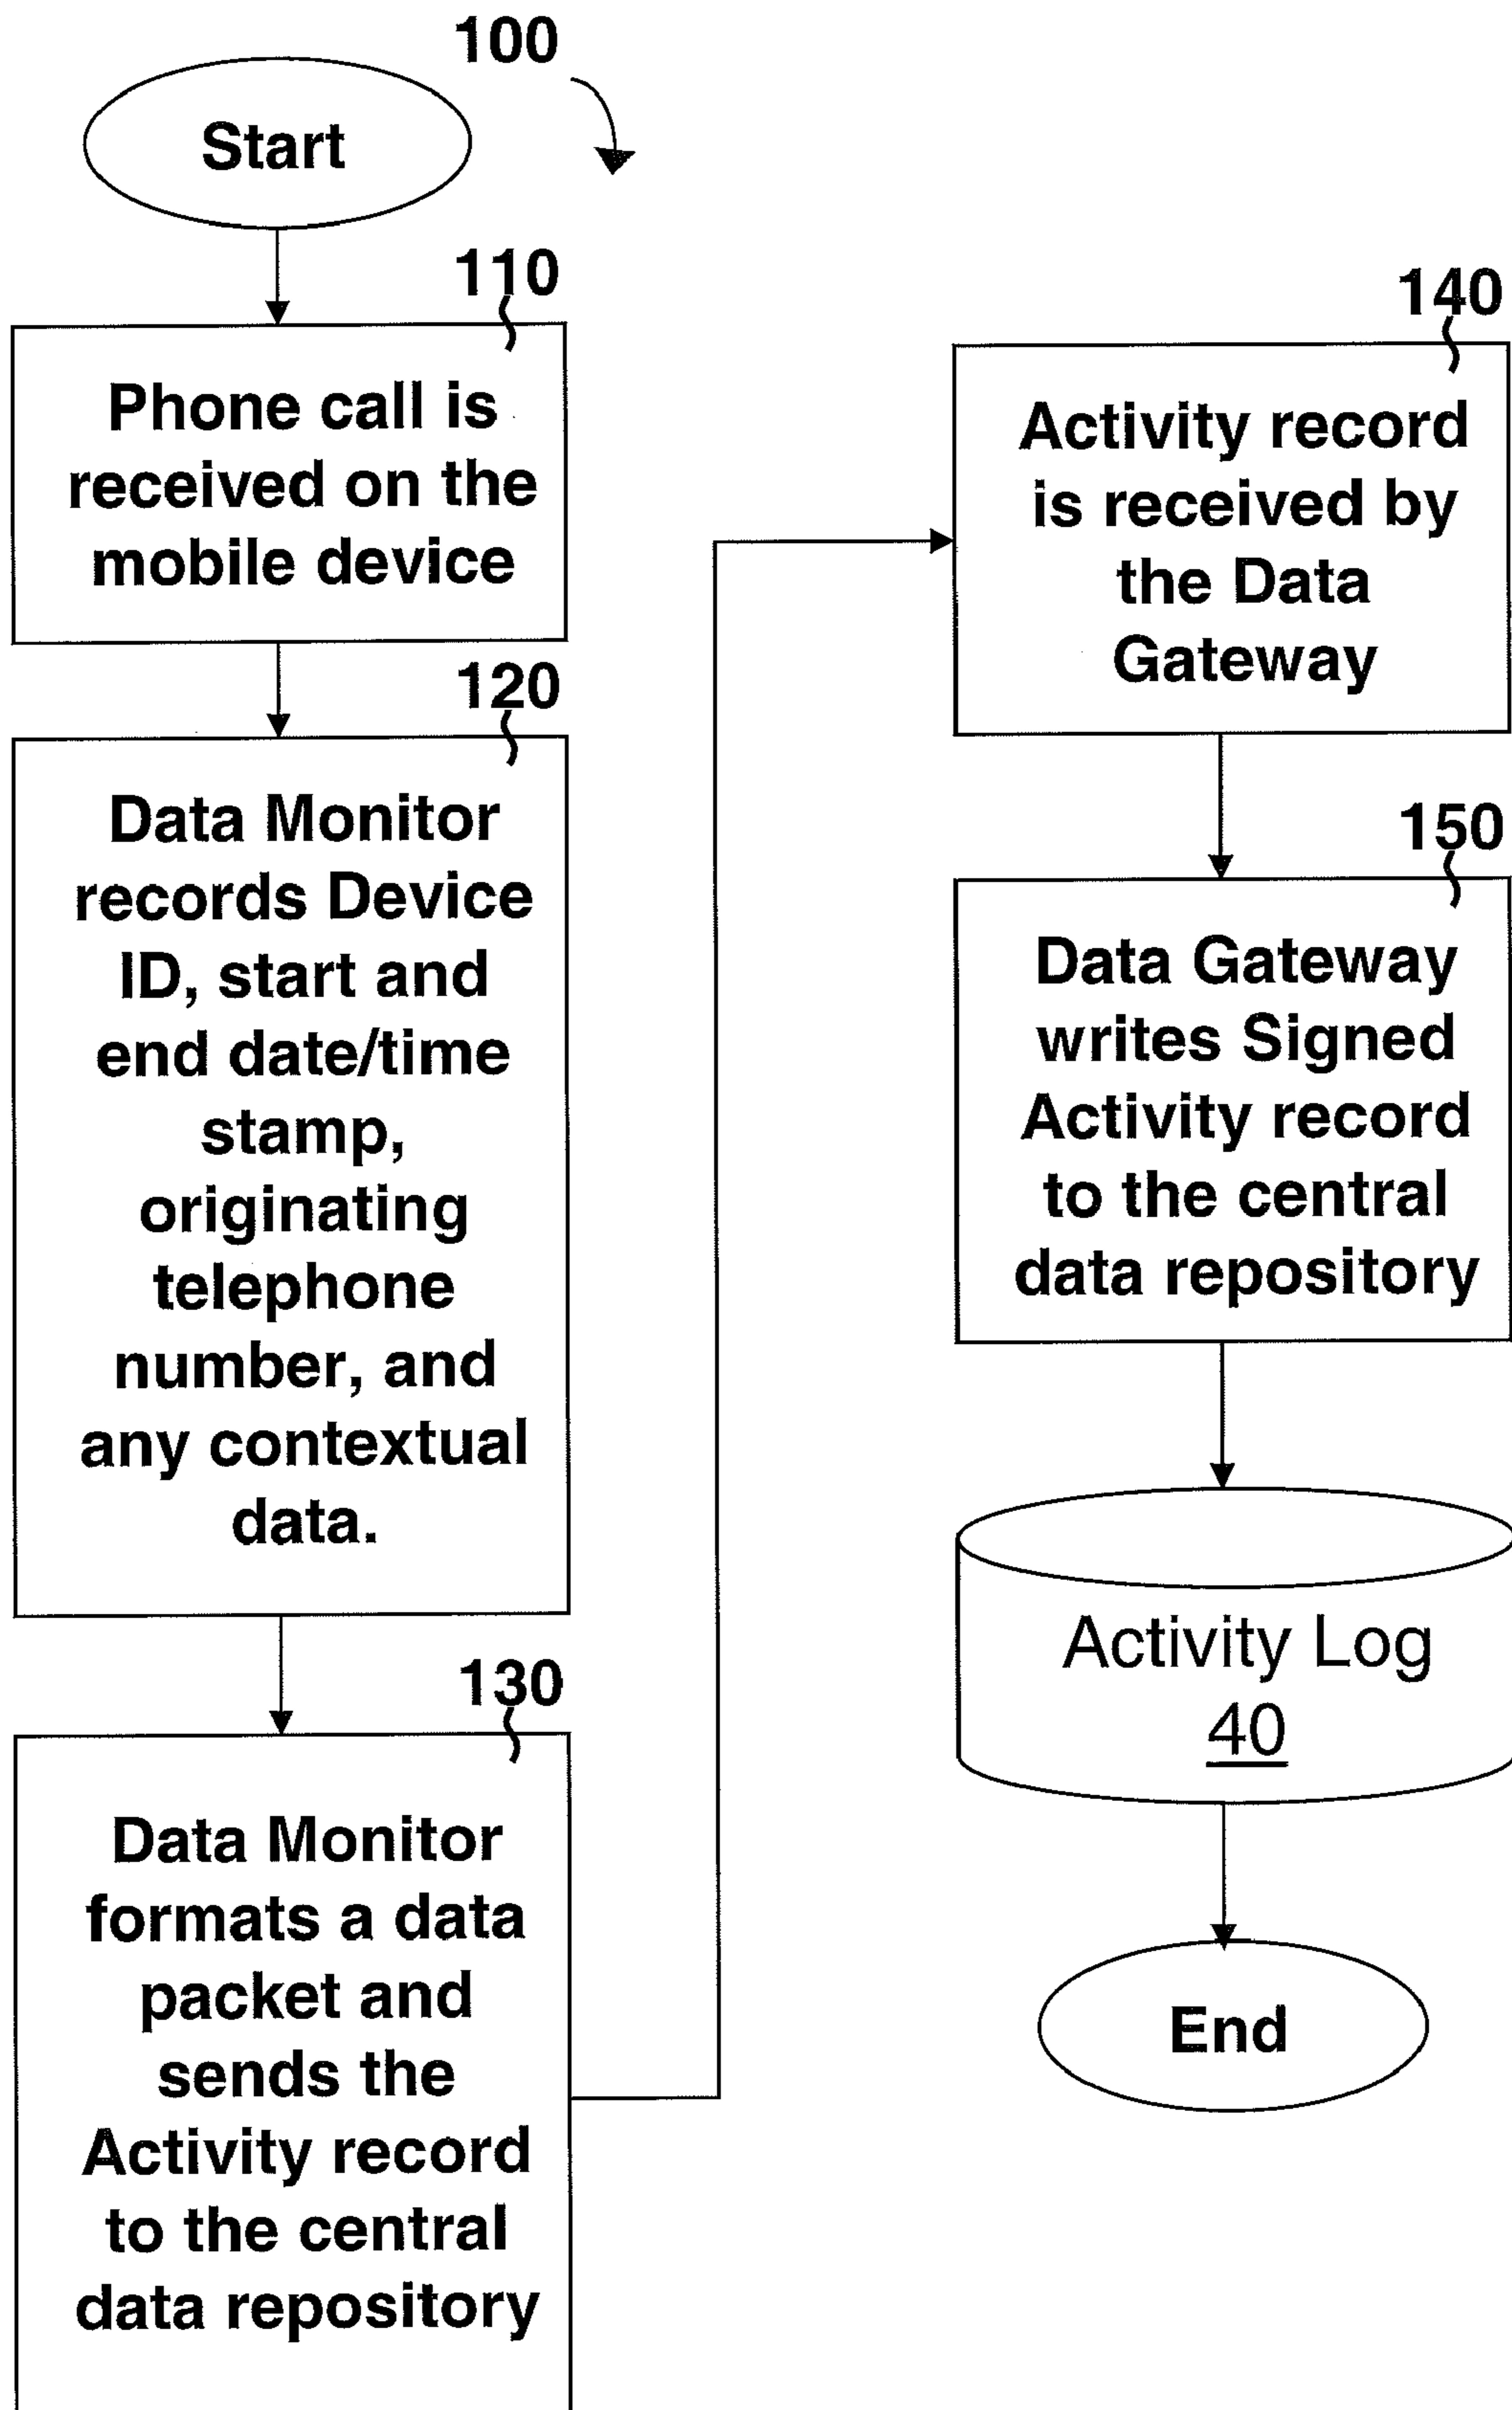 100
Start
110
Phone call is
received on the
mobile device
120
Data Monitor
records Device
ID, start and
end date/time
stamp,
originating
telephone
number, and
any contextual
data.
130
Data Monitor
formats a data
packet and
sends the
Activity record
to the central
data repository
140
Activity record
is received by
the Data
Gateway
150
Data Gateway
writes Signed
Activity record
to the central
data repository
Activity Log
40
End